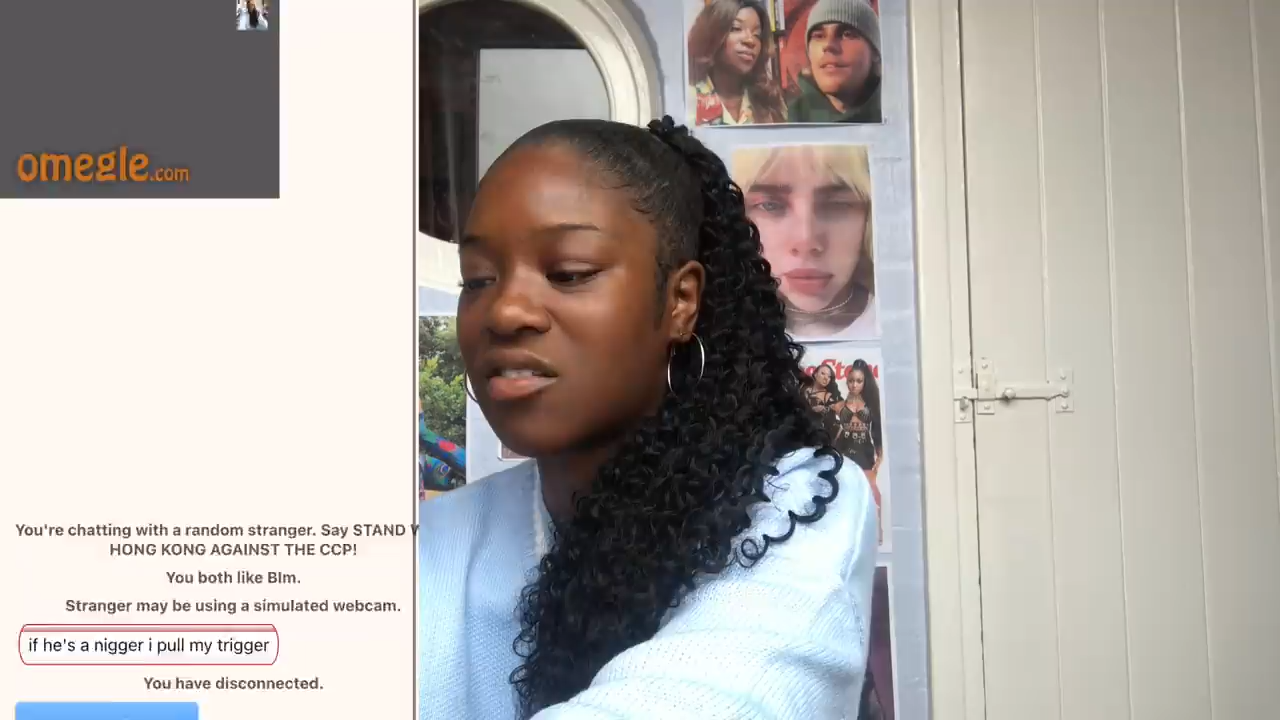 omegle.com
You're chatting with a random stranger. Say STAND W
HONG KONG AGAINST THE CCP!
You both like Blm.
Stranger may be using a simulated webcam.
if he's a nigger i pull my trigger
You have disconnected.